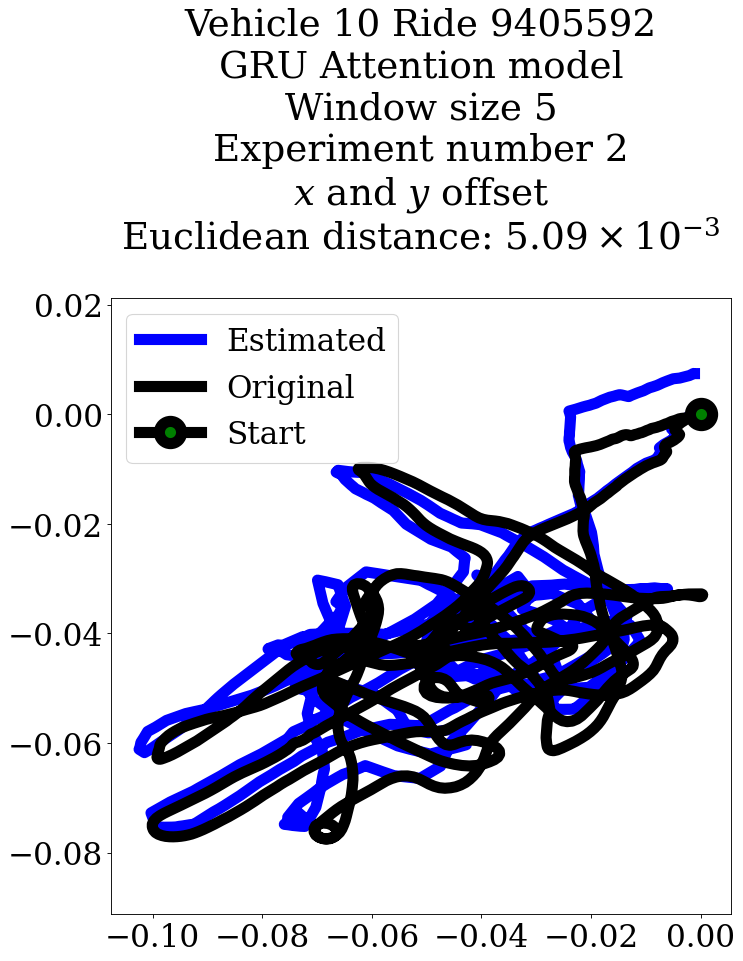 Vehicle 10 Ride 9405592
GRU Attention model
Window size 5
Experiment number 2
x and y offset
Euclidean distance: 5.09 × 10⁻³
0.02
Estimated
Original
Start
0.00
−0.02
−0.04
−0.06
−0.08
−0.10 −0.08 −0.06 −0.04 −0.02 0.00